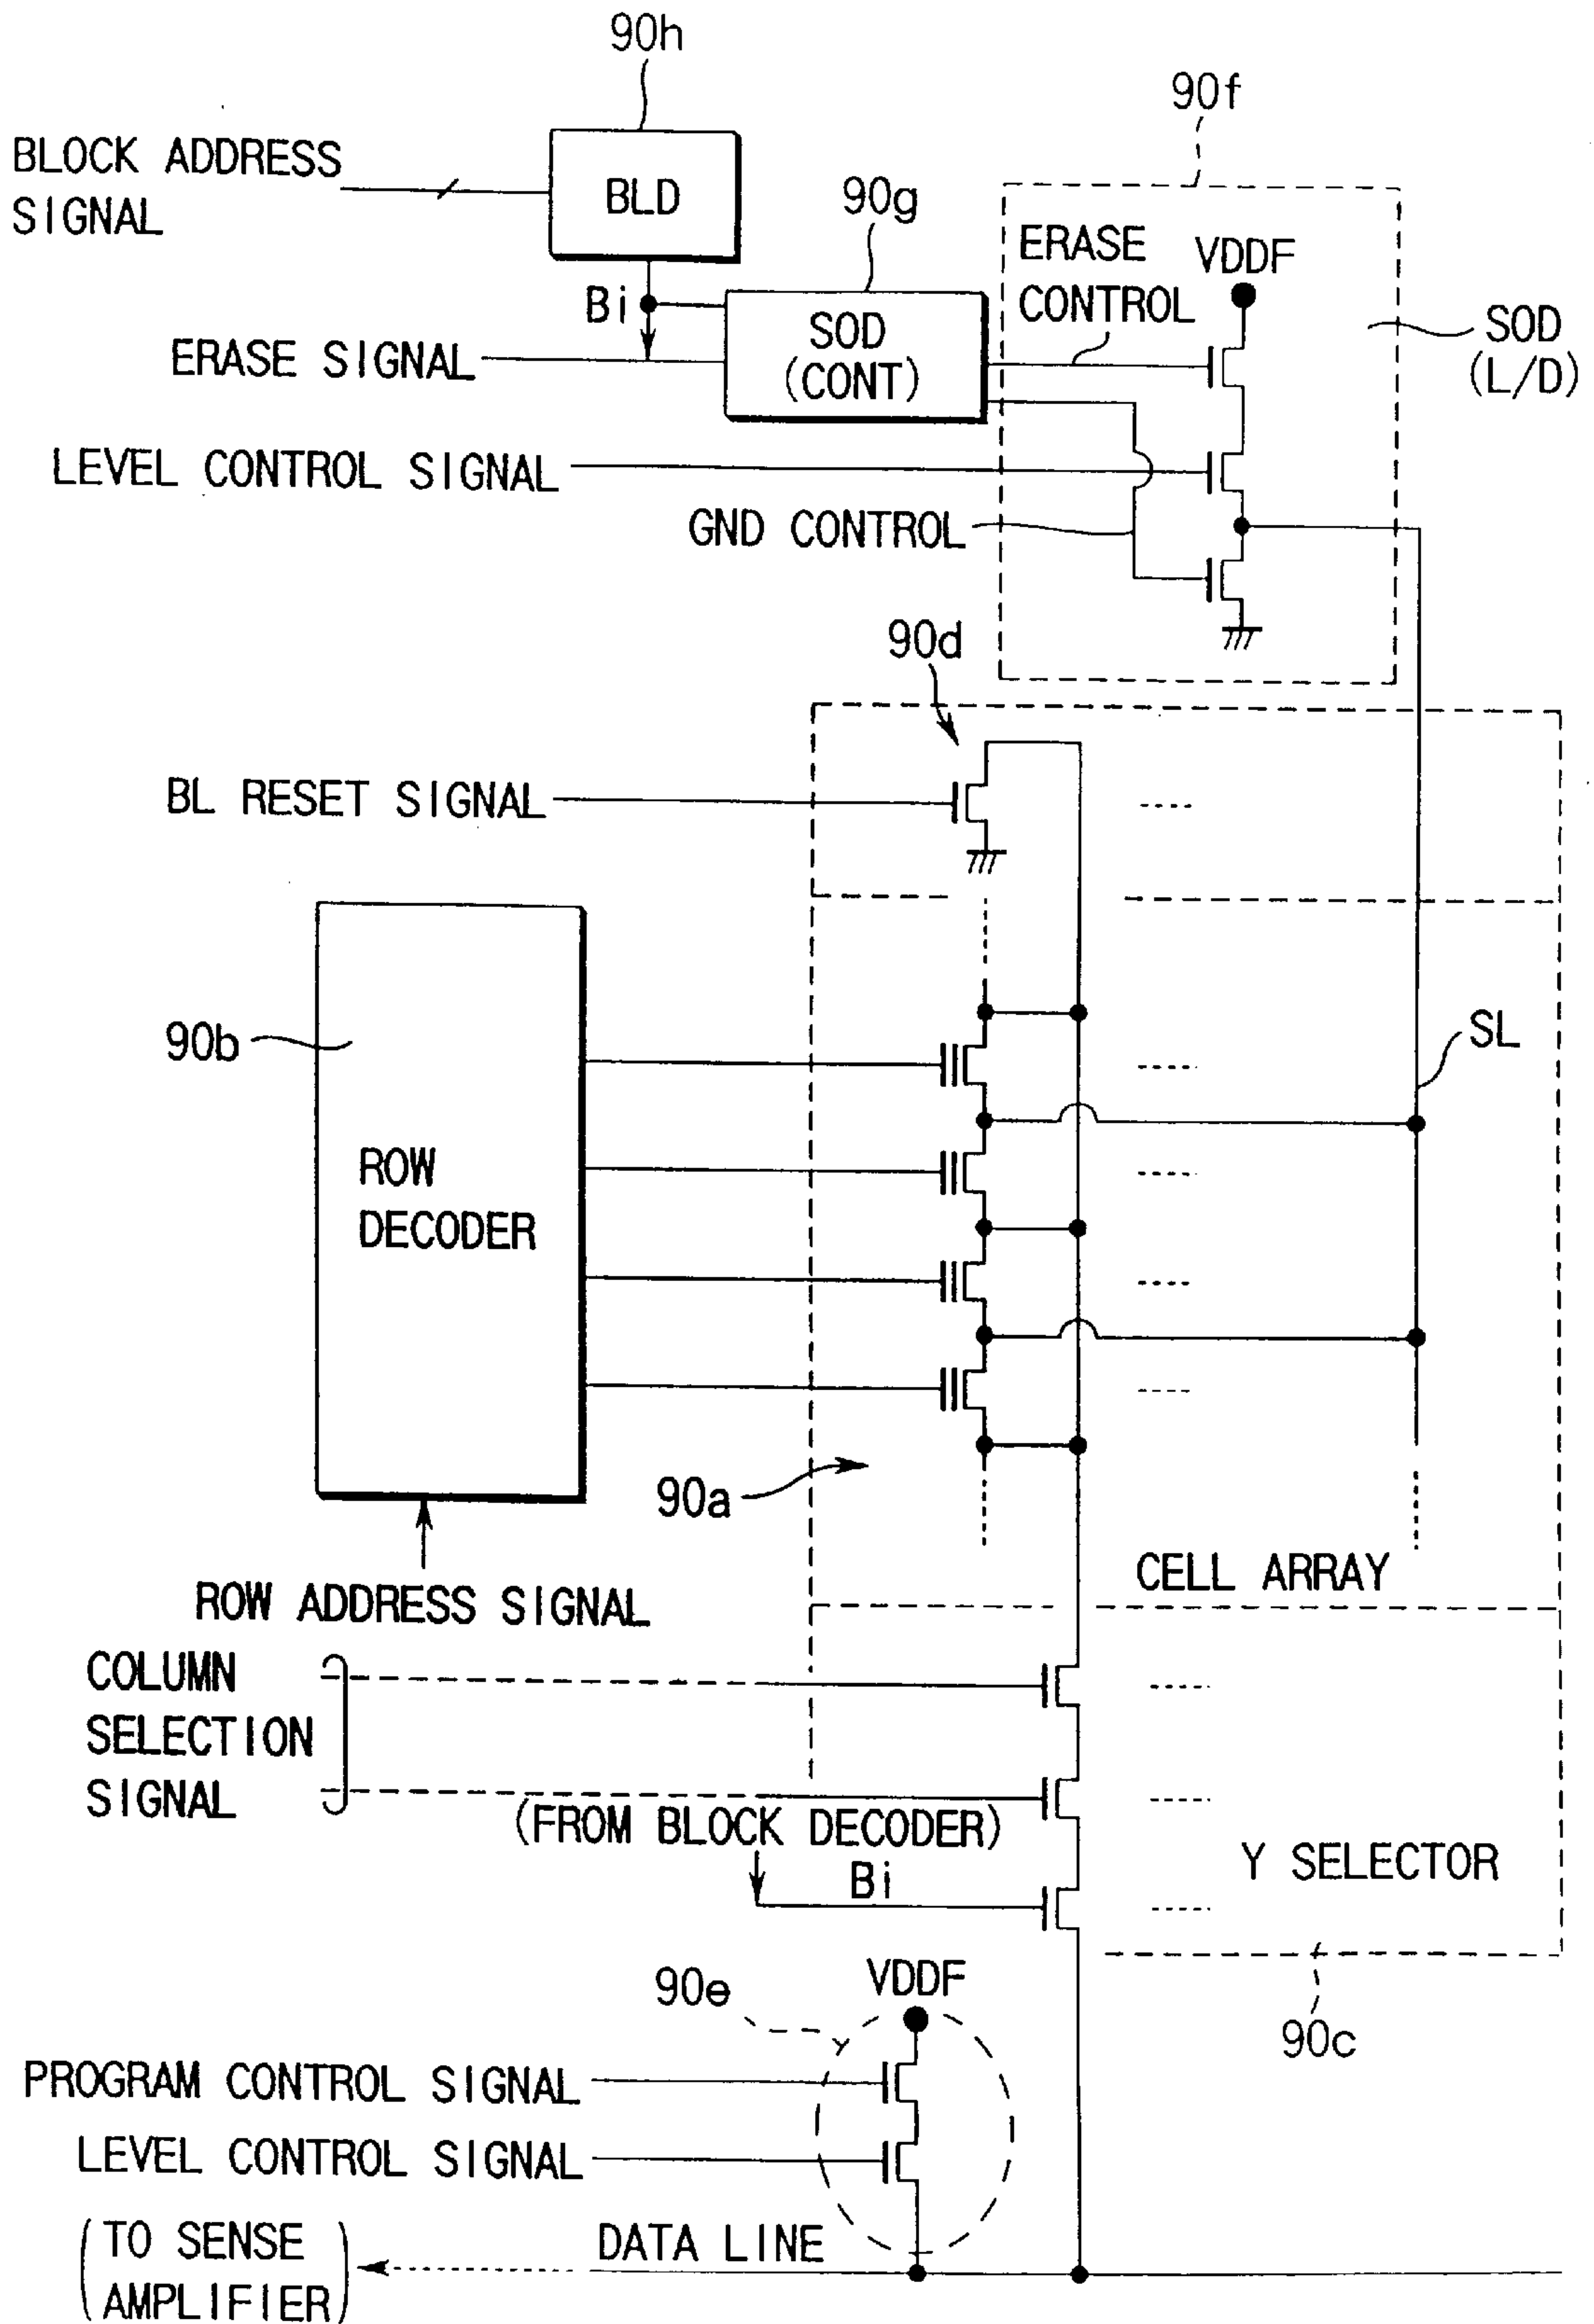 90h
90f
BLOCK ADDRESS
SIGNAL
BLD
90g
ERASE
CONTROL
VDDF
Bi
SOD
(CONT)
SOD
(L/D)
ERASE SIGNAL
LEVEL CONTROL SIGNAL
GND CONTROL
90d
BL RESET SIGNAL
90b
SL
ROW
DECODER
90a
CELL ARRAY
ROW ADDRESS SIGNAL
COLUMN
SELECTION
SIGNAL
(FROM BLOCK DECODER)
Bi
Y SELECTOR
90e
VDDF
90c
PROGRAM CONTROL SIGNAL
LEVEL CONTROL SIGNAL
(TO SENSE
AMPLIFIER)
DATA LINE